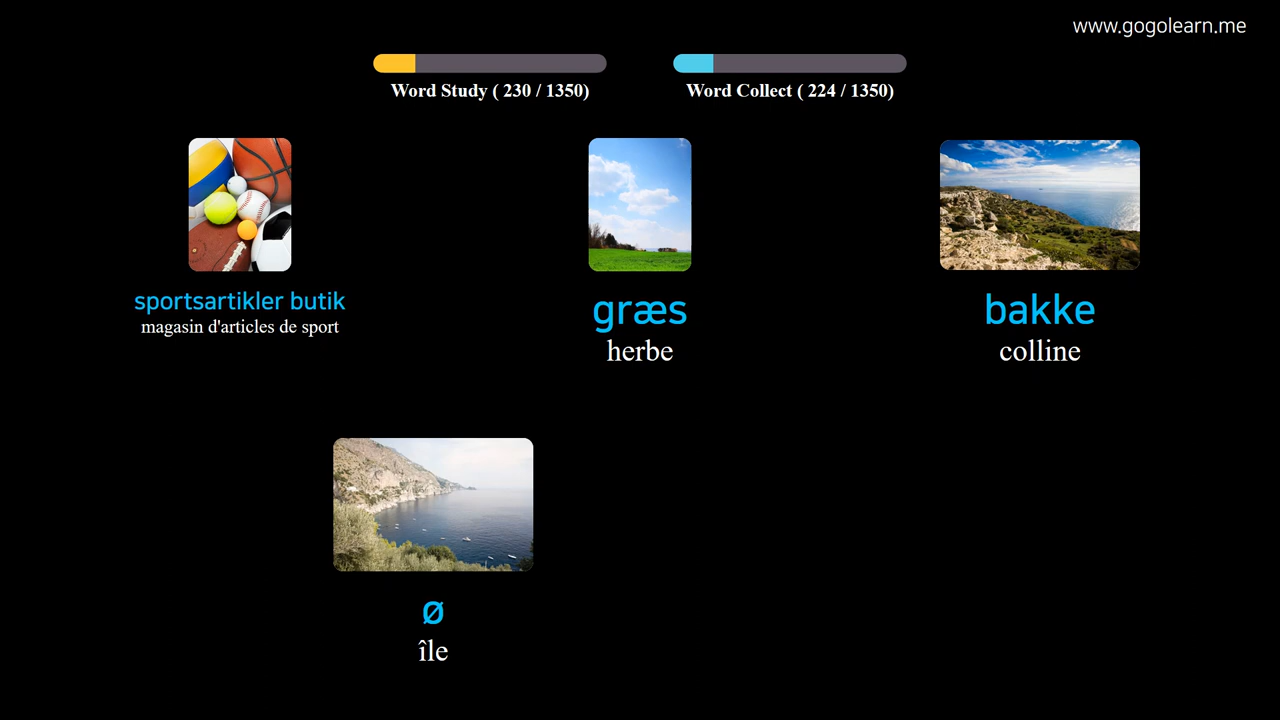 www.gogolearn.me
Word Study ( 230 / 1350)
Word Collect ( 224 / 1350)
sportsartikler butik
magasin d'articles de sport
græs
herbe
bakke
colline
ø
île